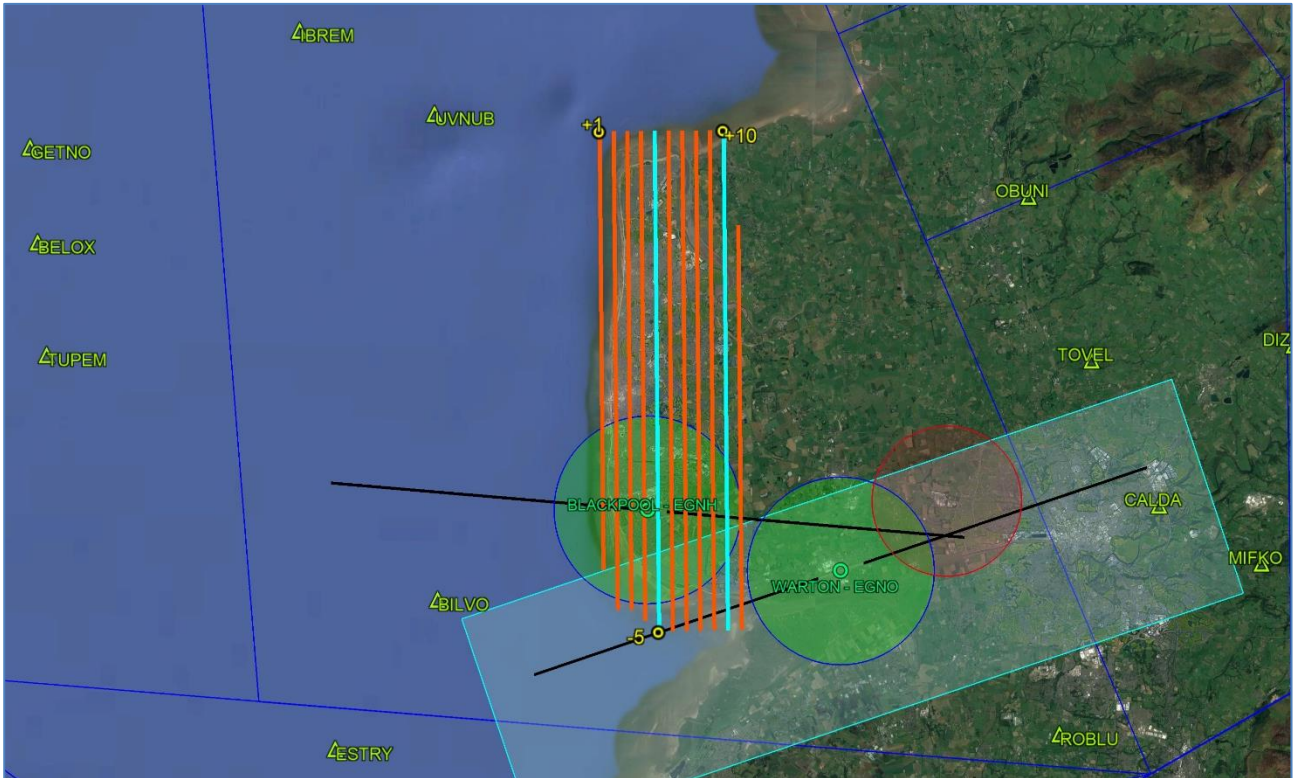 IBREM
UVNUB
+1
+10
GETNO
OBUNI
BELOX
TUPEM
TOVEL
DIZ
BLACKPOOL - EGNH
CALDA
MIFKO
WARTON - EGNO
BILVO
-5
ESTRY
ROBLU